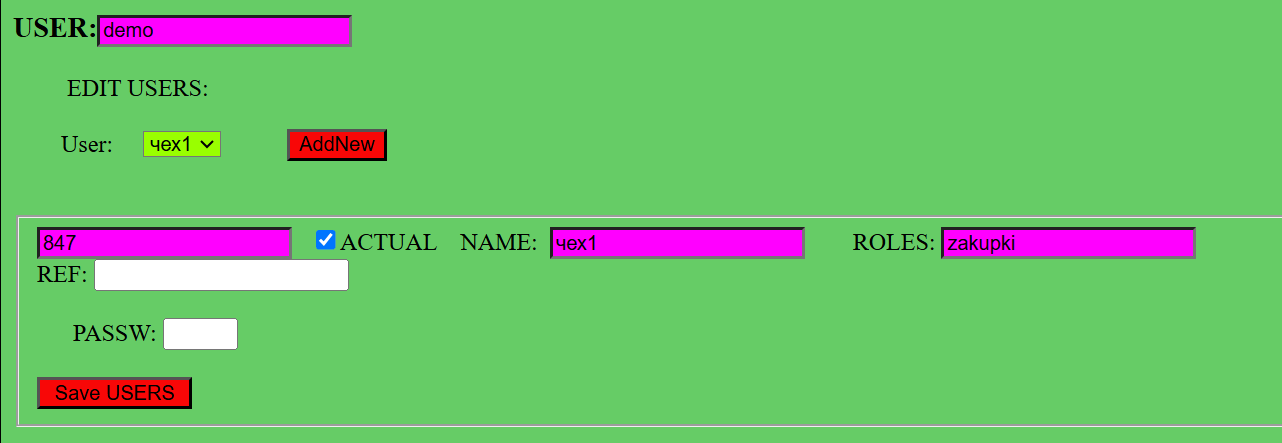 USER: demo
EDIT USERS:
User: чех1 AddNew
847 ACTUAL NAME: чех1 ROLES: zakupki
REF:
PASSW:
Save USERS